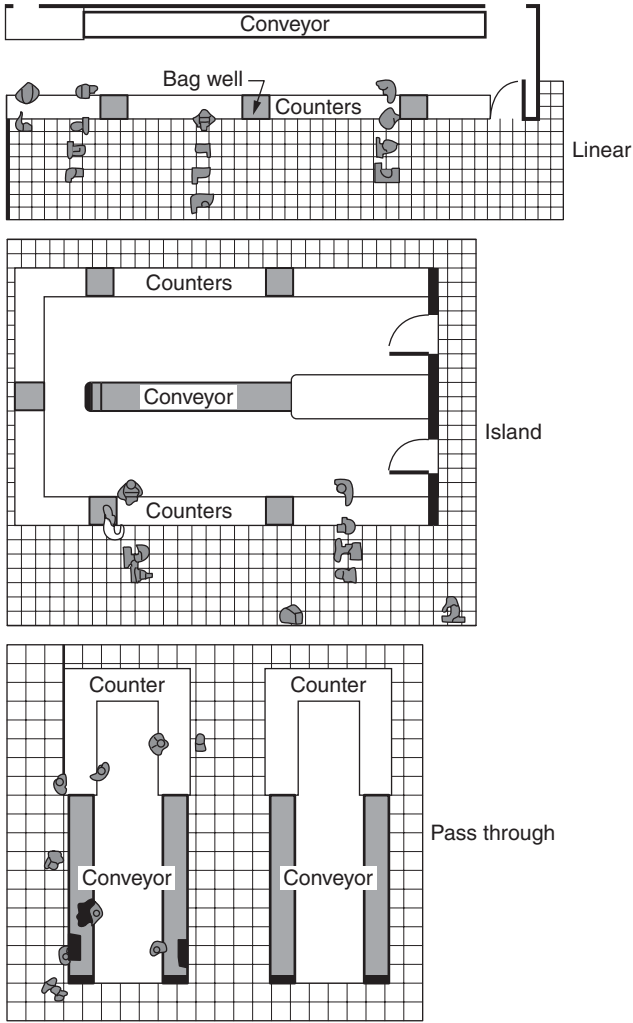 Conveyor
Bag well
Counters
Linear
Counters
Conveyor
Island
Counters
Counter
Counter
Pass through
Conveyor
Conveyor